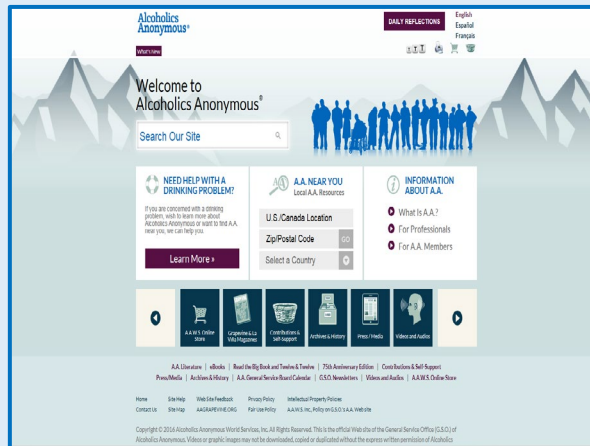 Alcoholics
Anonymous®
DAILY REFLECTIONS
English
Español
Français
What's New
T T T
Welcome to
Alcoholics Anonymous®
Search Our Site
NEED HELP WITH A
DRINKING PROBLEM?
If you are concerned with a drinking
problem, wish to learn more about
Alcoholics Anonymous or want to find A.A.
near you, we can help you.
Learn More »
A.A. NEAR YOU
Local A.A. Resources
U.S./Canada Location
Zip/Postal Code
GO
Select a Country
INFORMATION
ABOUT A.A.
What Is A.A.?
For Professionals
For A.A. Members
A.A.W.S. Online
Store
Grapevine & La
Viña Magazines
Contributions &
Self-Support
Archives & History
Press / Media
Videos and Audios
A.A. Literature | eBooks | Read the Big Book and Twelve & Twelve | 75th Anniversary Edition | Contributions & Self-Support
Press/Media | Archives & History | A.A. General Service Board Calendar | G.S.O. Newsletters | Videos and Audios | A.A.W.S. Online Store
Home Site Help Web Site Feedback Privacy Policy Intellectual Property Policies
Contact Us Site Map AAGRAPEVINE.ORG Fair Use Policy A.A.W.S. Inc., Policy on G.S.O.'s A.A. Web site
Copyright © 2016 Alcoholics Anonymous World Services, Inc. All Rights Reserved. This is the official Web site of the General Service Office (G.S.O.) of
Alcoholics Anonymous. Videos or graphic images may not be downloaded, copied or duplicated without the express written permission of Alcoholics